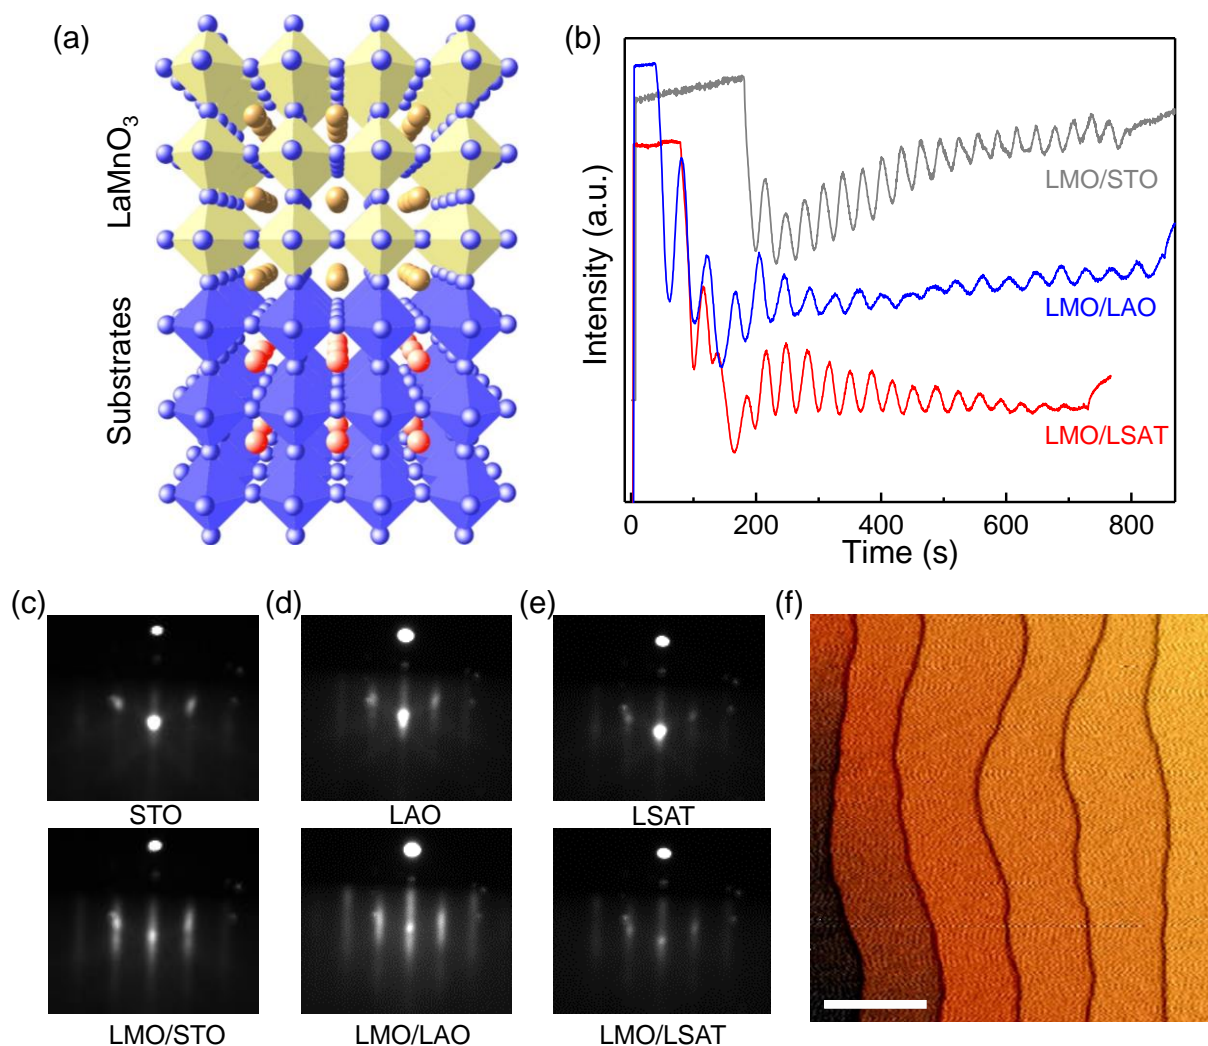 (a)
LaMnO3
Substrates
(b)
Intensity (a.u.)
LMO/STO
LMO/LAO
LMO/LSAT
0
200
400
600
800
Time (s)
(c)
STO
LMO/STO
(d)
LAO
LMO/LAO
(e)
LSAT
LMO/LSAT
(f)